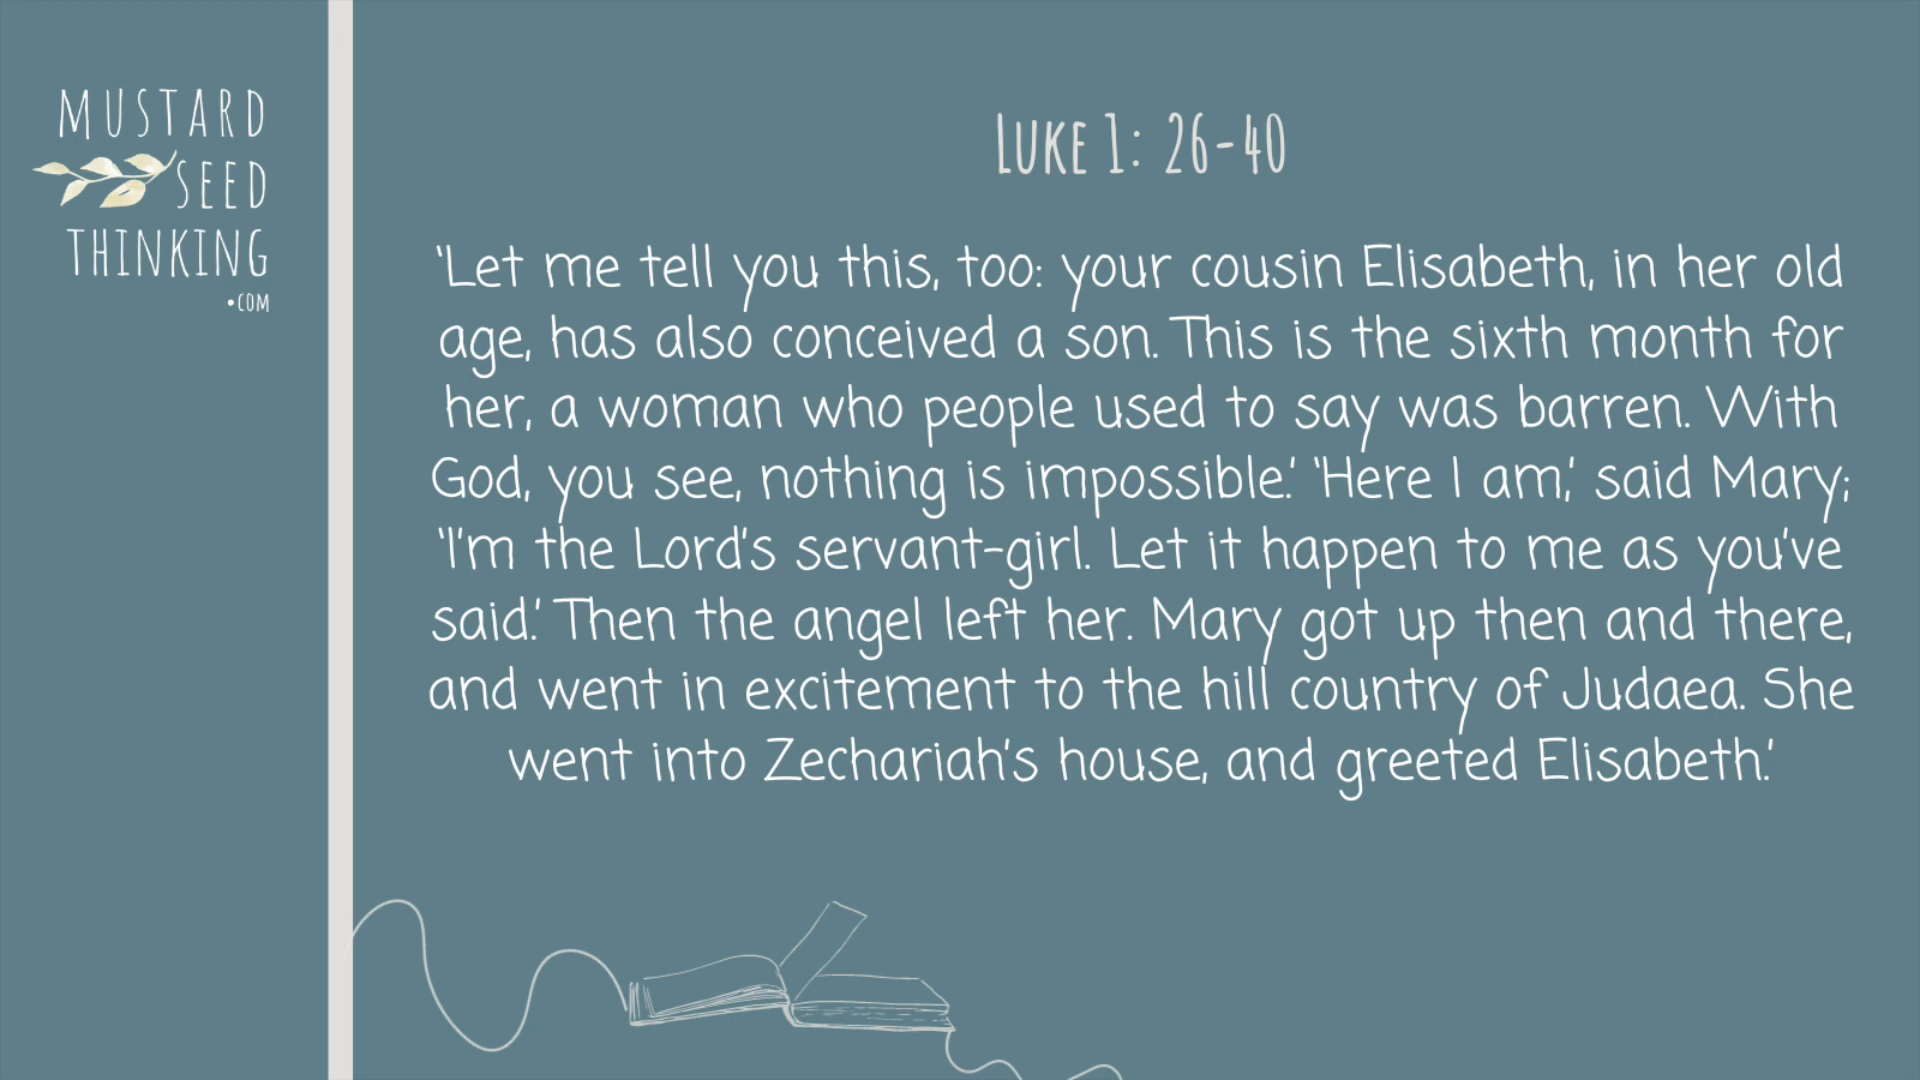 MUSTARD
SEED
THINKING
.COM
LUKE 1: 26-40
'Let me tell you this, too: your cousin Elisabeth, in her old
age, has also conceived a son. This is the sixth month for
her, a woman who people used to say was barren. With
God, you see, nothing is impossible.' 'Here I am,' said Mary;
'I'm the Lord's servant-girl. Let it happen to me as you've
said.' Then the angel left her. Mary got up then and there,
and went in excitement to the hill country of Judaea. She
went into Zechariah's house, and greeted Elisabeth.'